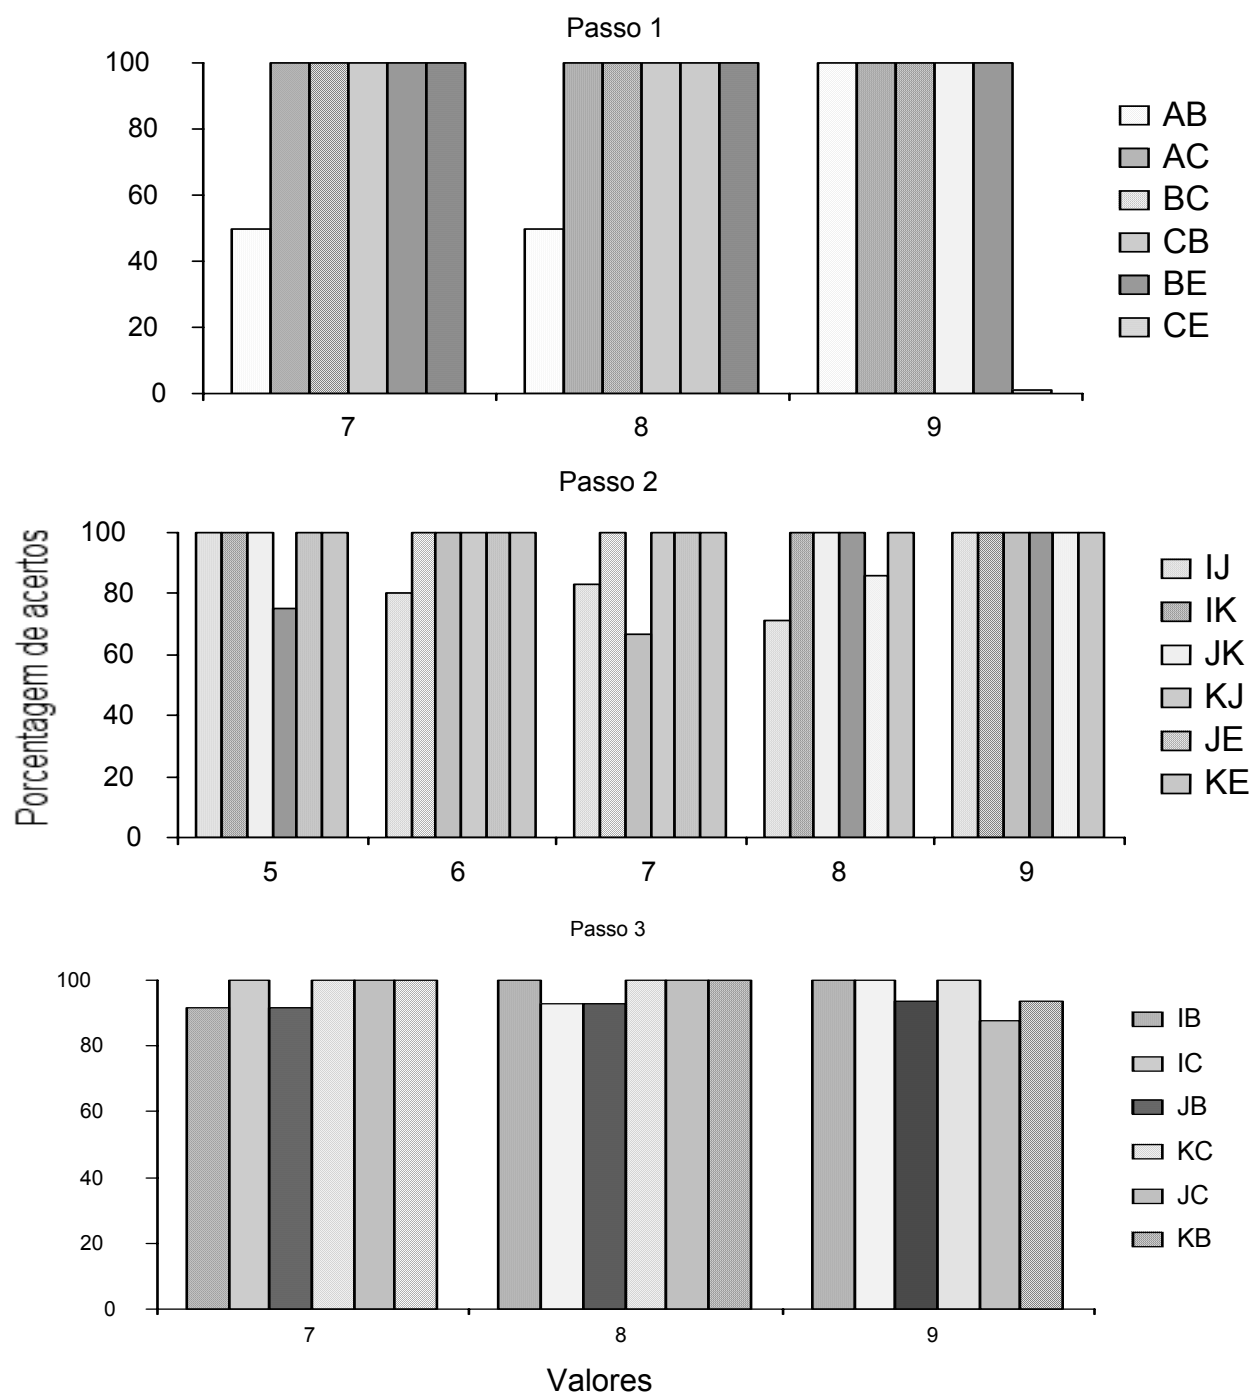 Passo 1
100
80
60
40
20
0
7 8 9
AB
AC
BC
CB
BE
CE
Passo 2
Porcentagem de acertos
100
80
60
40
20
0
5 6 7 8 9
IJ
IK
JK
KJ
JE
KE
Passo 3
100
80
60
40
20
0
7 8 9
IB
IC
JB
KC
JC
KB
Valores